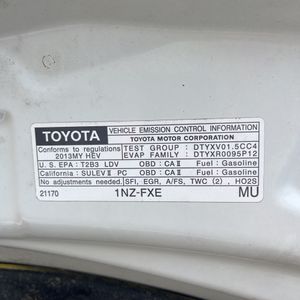 TOYOTA VEHICLE EMISSION CONTROL INFORMATION
TOYOTA MOTOR CORPORATION
Conforms to regulations TEST GROUP : DTYXV01.5CC4
2013MY HEV EVAP FAMILY : DTYXR0095P12
U.S. EPA : T2B3 LDV OBD : CA II Fuel : Gasoline
California : SULEV II PC OBD : CA II Fuel : Gasoline
No adjustments needed. SFI, EGR, A/FS, TWC (2) , HO2S
21170 1NZ-FXE MU